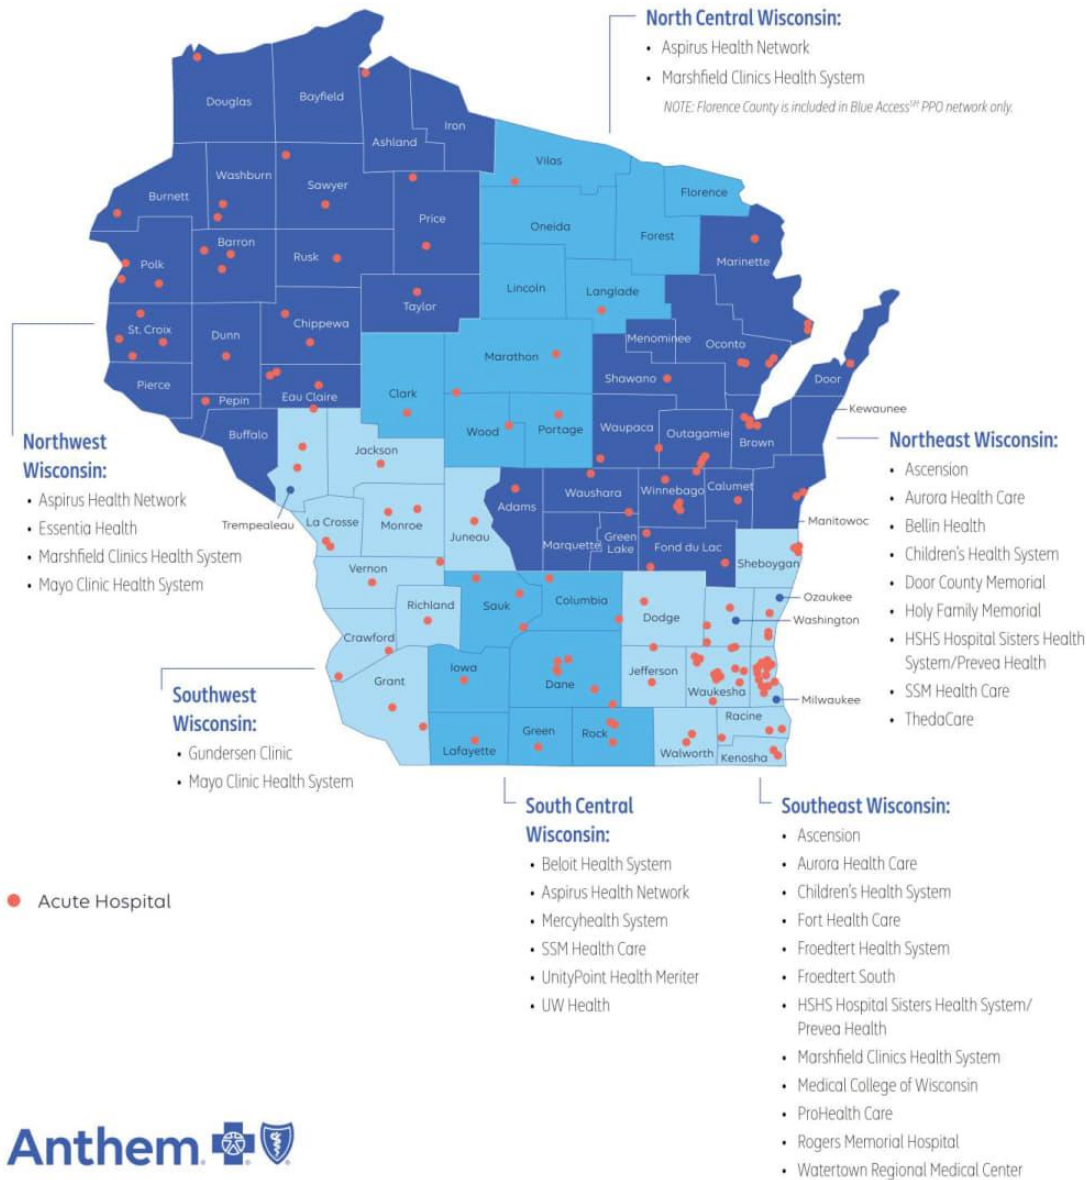 North Central Wisconsin:
• Aspirus Health Network
• Marshfield Clinics Health System
NOTE: Florence County is included in Blue Access℠ PPO network only.
Douglas
Bayfield
Iron
Ashland
Vilas
Florence
Burnett
Washburn
Sawyer
Price
Oneida
Forest
Marinette
Polk
Barron
Rusk
Lincoln
Langlade
Taylor
St. Croix
Dunn
Chippewa
Menominee
Oconto
Marathon
Pierce
Pepin
Eau Claire
Clark
Shawano
Door
Kewaunee
Buffalo
Jackson
Wood
Portage
Waupaca
Outagamie
Brown
Northwest
Wisconsin:
• Aspirus Health Network
• Essentia Health
• Marshfield Clinics Health System
• Mayo Clinic Health System
Northeast Wisconsin:
• Ascension
• Aurora Health Care
• Bellin Health
• Children's Health System
• Door County Memorial
• Holy Family Memorial
• HSHS Hospital Sisters Health
System/Prevea Health
• SSM Health Care
• ThedaCare
Trempealeau
La Crosse
Monroe
Juneau
Adams
Waushara
Winnebago
Calumet
Manitowoc
Marquette
Green
Lake
Fond du Lac
Sheboygan
Vernon
Richland
Sauk
Columbia
Dodge
Ozaukee
Washington
Crawford
Iowa
Dane
Jefferson
Waukesha
Milwaukee
Grant
Lafayette
Green
Rock
Walworth
Racine
Kenosha
Southwest
Wisconsin:
• Gundersen Clinic
• Mayo Clinic Health System
South Central
Wisconsin:
• Beloit Health System
• Aspirus Health Network
• Mercyhealth System
• SSM Health Care
• UnityPoint Health Meriter
• UW Health
Southeast Wisconsin:
• Ascension
• Aurora Health Care
• Children's Health System
• Fort Health Care
• Froedtert Health System
• Froedtert South
• HSHS Hospital Sisters Health System/
Prevea Health
• Marshfield Clinics Health System
• Medical College of Wisconsin
• ProHealth Care
• Rogers Memorial Hospital
• Watertown Regional Medical Center
Acute Hospital
Anthem